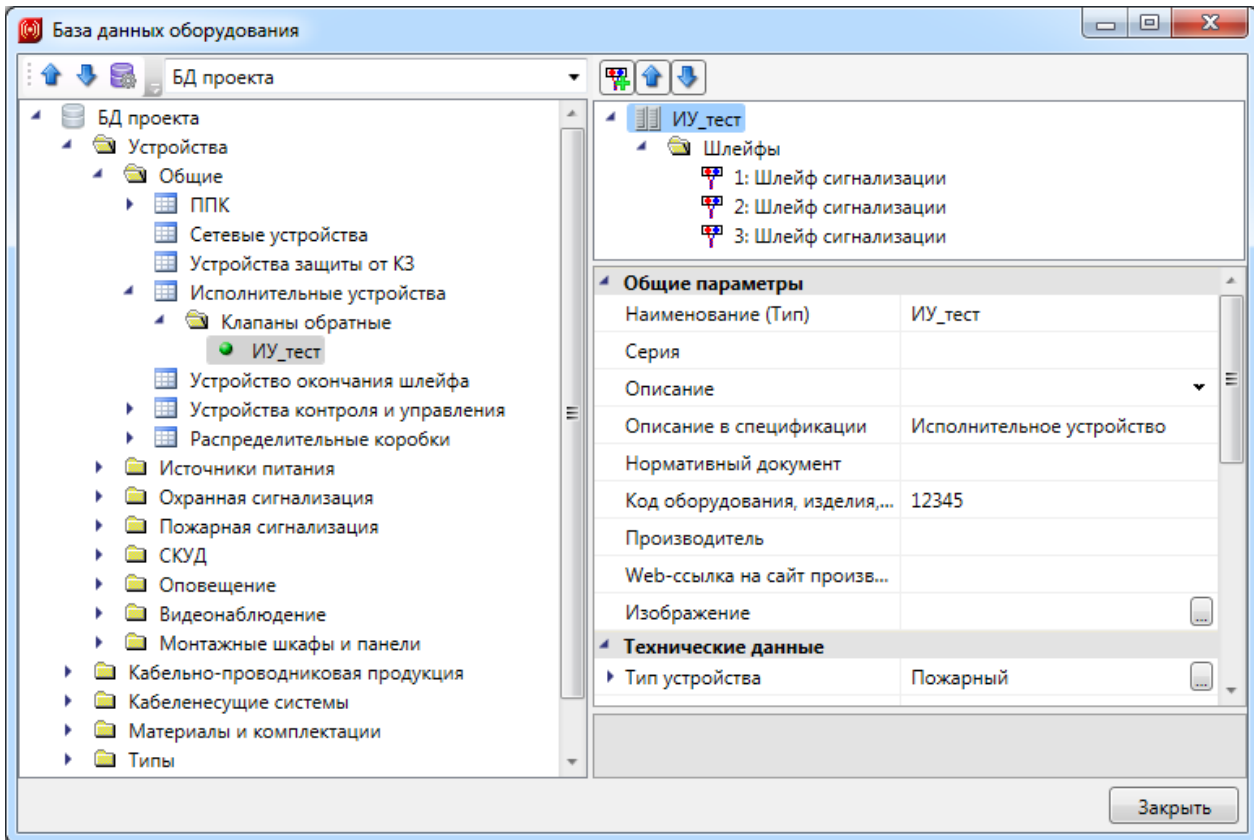 База данных оборудования
БД проекта
БД проекта
Устройства
Общие
ППК
Сетевые устройства
Устройства защиты от КЗ
Исполнительные устройства
Клапаны обратные
ИУ_тест
Устройство окончания шлейфа
Устройства контроля и управления
Распределительные коробки
Источники питания
Охранная сигнализация
Пожарная сигнализация
СКУД
Оповещение
Видеонаблюдение
Монтажные шкафы и панели
Кабельно-проводниковая продукция
Кабеленесущие системы
Материалы и комплектации
Типы
ИУ_тест
Шлейфы
1: Шлейф сигнализации
2: Шлейф сигнализации
3: Шлейф сигнализации
Общие параметры
Наименование (Тип) ИУ_тест
Серия
Описание
Описание в спецификации Исполнительное устройство
Нормативный документ
Код оборудования, изделия,... 12345
Производитель
Web-ссылка на сайт произв...
Изображение ...
Технические данные
Тип устройства Пожарный ...
Закрыть